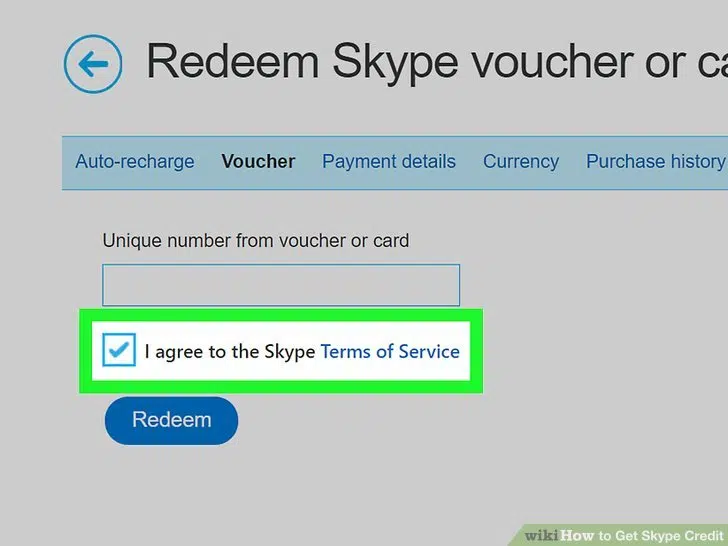 Redeem Skype voucher or ca
Auto-recharge Voucher Payment details Currency Purchase history
Unique number from voucher or card
I agree to the Skype Terms of Service
Redeem
wikiHow to Get Skype Credit